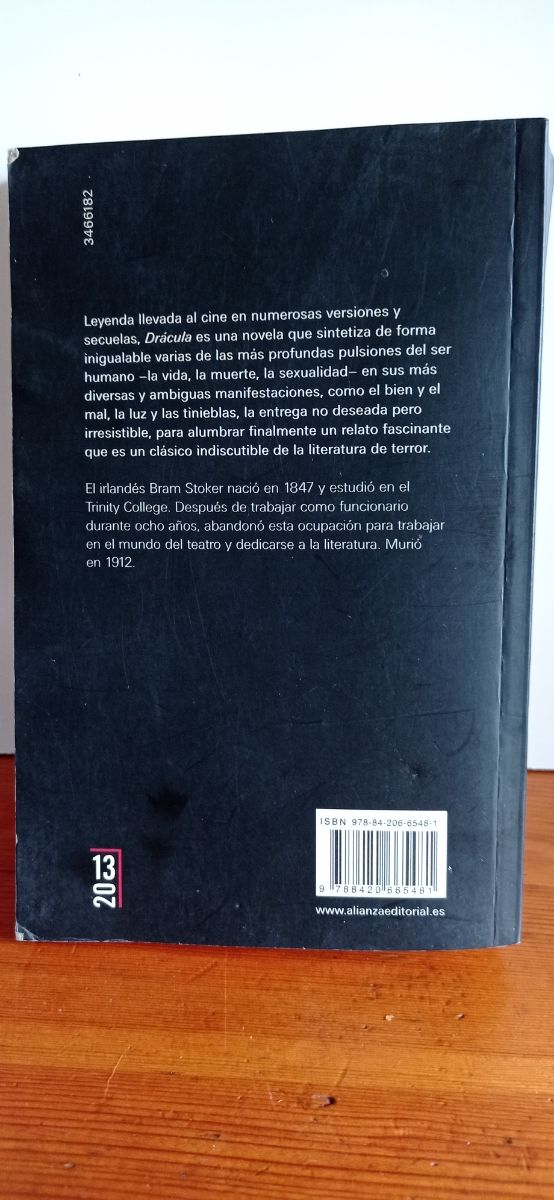 3466182
Leyenda llevada al cine en numerosas versiones y
secuelas, Drácula es una novela que sintetiza de forma
inigualable varias de las más profundas pulsiones del ser
humano –la vida, la muerte, la sexualidad– en sus más
diversas y ambiguas manifestaciones, como el bien y el
mal, la luz y las tinieblas, la entrega no deseada pero
irresistible, para alumbrar finalmente un relato fascinante
que es un clásico indiscutible de la literatura de terror.
El irlandés Bram Stoker nació en 1847 y estudió en el
Trinity College. Después de trabajar como funcionario
durante ocho años, abandonó esta ocupación para trabajar
en el mundo del teatro y dedicarse a la literatura. Murió
en 1912.
13
20
ISBN 978-84-206-6548-1
9 788420 665481
www.alianzaeditorial.es